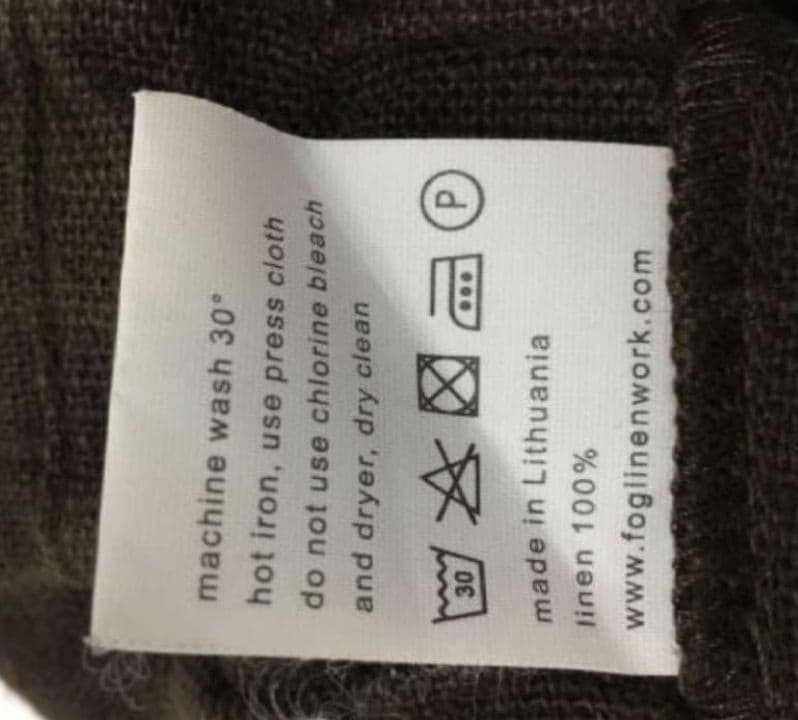 machine wash 30°
hot iron, use press cloth
do not use chlorine bleach
and dryer, dry clean
30 P
made in Lithuania
linen 100%
www.foglinenwork.com